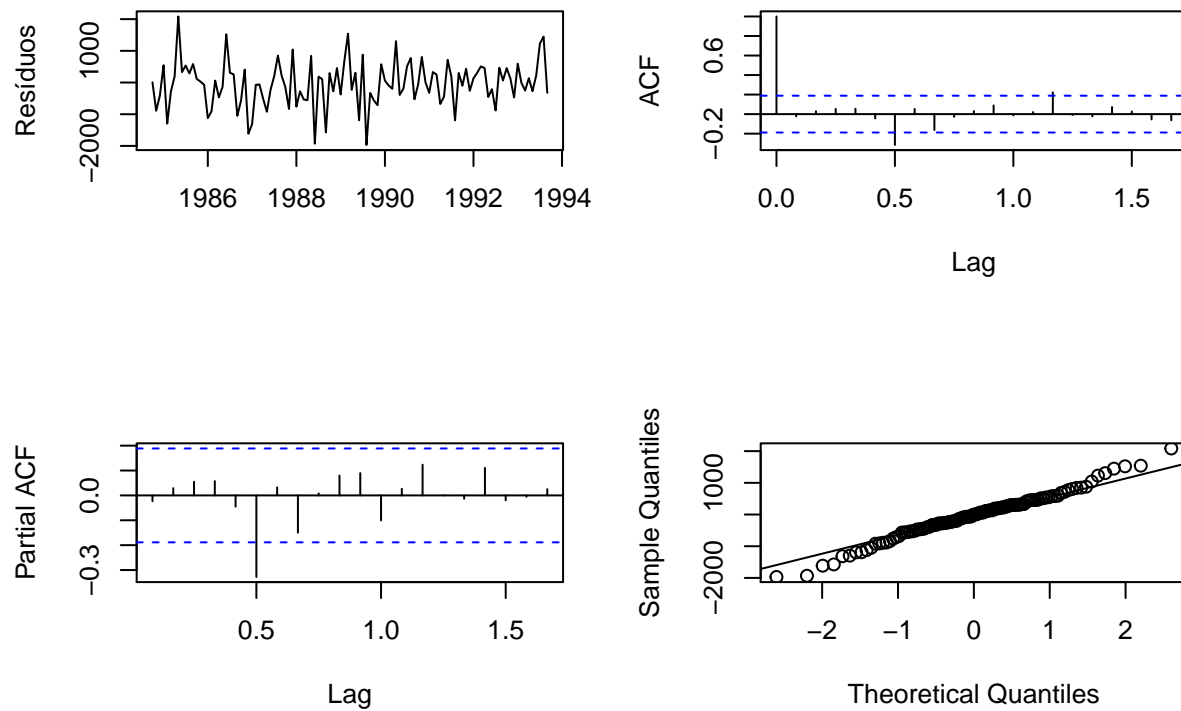 Resíduos
1000
−2000
1986 1988 1990 1992 1994
ACF
0.6
−0.2
0.0 0.5 1.0 1.5
Lag
Partial ACF
0.0
−0.3
0.5 1.0 1.5
Lag
Sample Quantiles
1000
−2000
−2 −1 0 1 2
Theoretical Quantiles